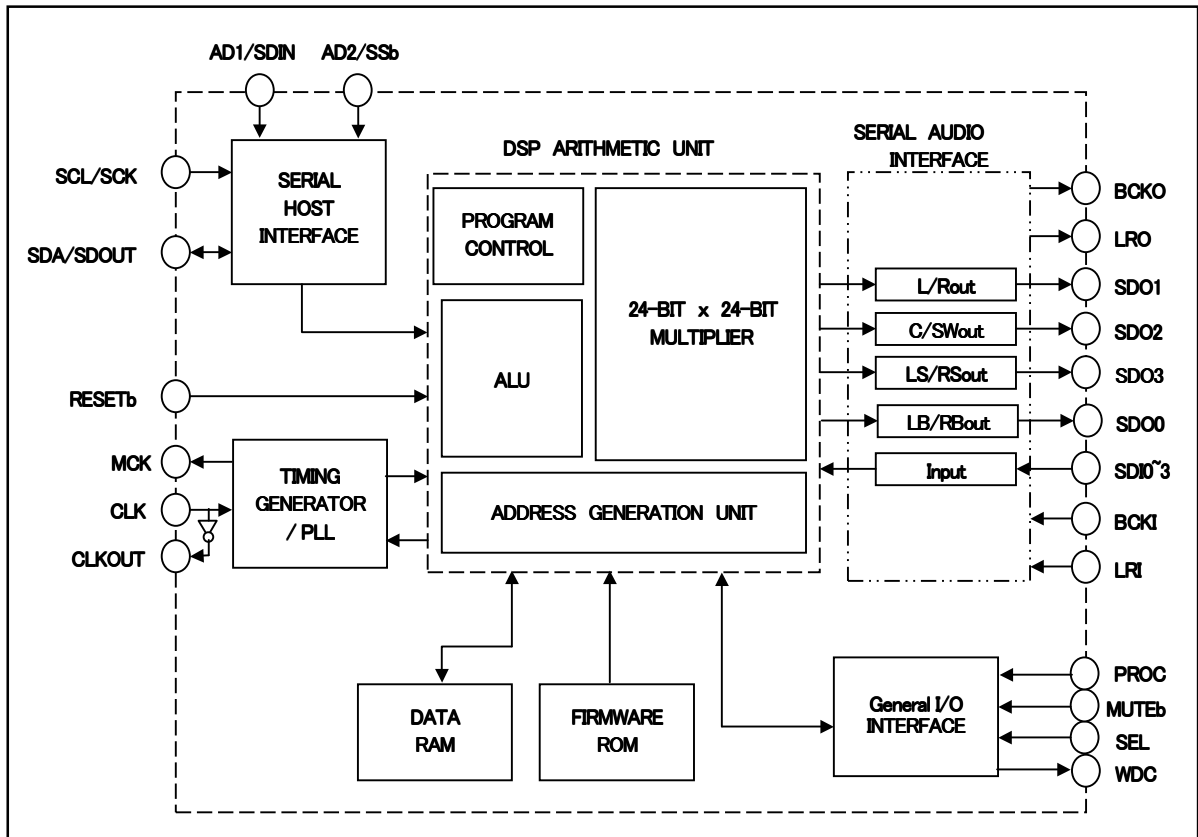 AD1/SDIN
AD2/SSb
SCL/SCK
SDA/SDOUT
RESETb
MCK
CLK
CLKOUT
SERIAL
HOST
INTERFACE
TIMING
GENERATOR
/ PLL
DSP ARITHMETIC UNIT
PROGRAM
CONTROL
ALU
24-BIT x 24-BIT
MULTIPLIER
ADDRESS GENERATION UNIT
DATA
RAM
FIRMWARE
ROM
SERIAL AUDIO
INTERFACE
L/Rout
C/SWout
LS/RSout
LB/RBout
Input
General I/O
INTERFACE
BCKO
LRO
SDO1
SDO2
SDO3
SDO0
SDI0~3
BCKI
LRI
PROC
MUTEb
SEL
WDC